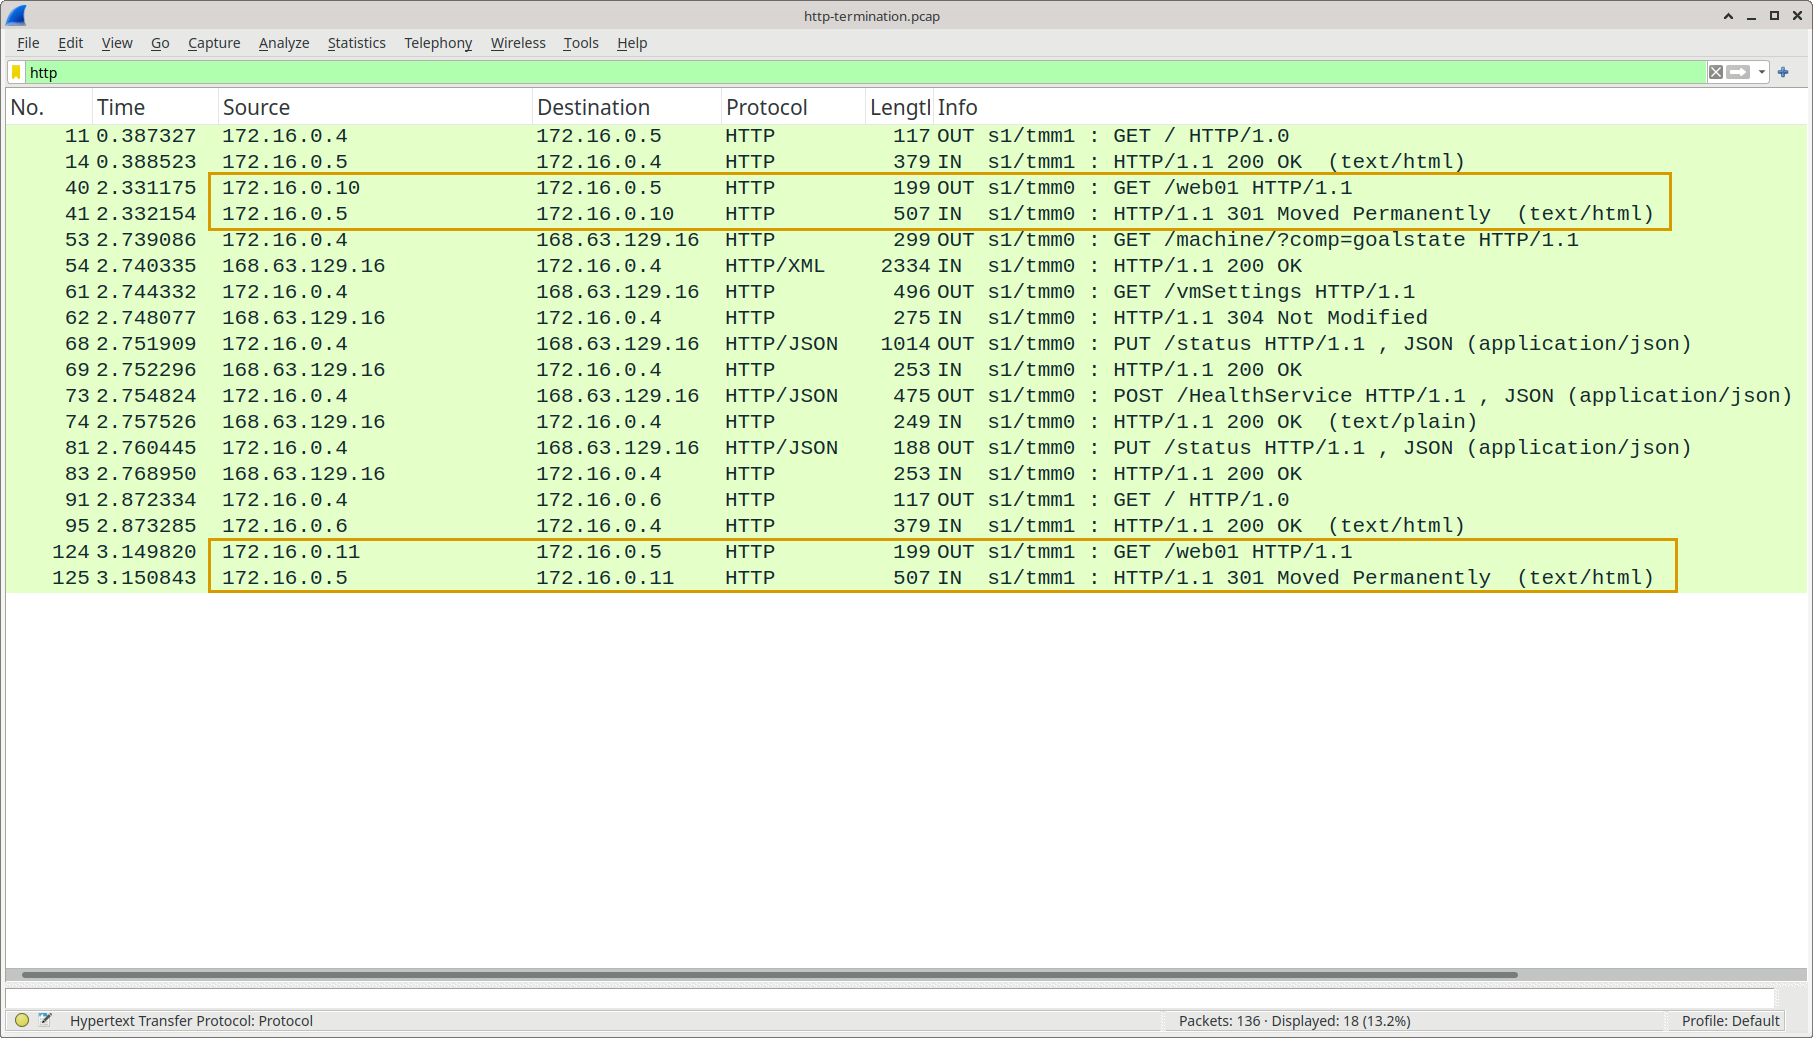 http-termination.pcap
File Edit View Go Capture Analyze Statistics Telephony Wireless Tools Help
http
No. Time Source Destination Protocol Lengtl Info
11 0.387327 172.16.0.4 172.16.0.5 HTTP 117 OUT s1/tmm1 : GET / HTTP/1.0
14 0.388523 172.16.0.5 172.16.0.4 HTTP 379 IN s1/tmm1 : HTTP/1.1 200 OK (text/html)
40 2.331175 172.16.0.10 172.16.0.5 HTTP 199 OUT s1/tmm0 : GET /web01 HTTP/1.1
41 2.332154 172.16.0.5 172.16.0.10 HTTP 507 IN s1/tmm0 : HTTP/1.1 301 Moved Permanently (text/html)
53 2.739086 172.16.0.4 168.63.129.16 HTTP 299 OUT s1/tmm0 : GET /machine/?comp=goalstate HTTP/1.1
54 2.740335 168.63.129.16 172.16.0.4 HTTP/XML 2334 IN s1/tmm0 : HTTP/1.1 200 OK
61 2.744332 172.16.0.4 168.63.129.16 HTTP 496 OUT s1/tmm0 : GET /vmSettings HTTP/1.1
62 2.748077 168.63.129.16 172.16.0.4 HTTP 275 IN s1/tmm0 : HTTP/1.1 304 Not Modified
68 2.751909 172.16.0.4 168.63.129.16 HTTP/JSON 1014 OUT s1/tmm0 : PUT /status HTTP/1.1 , JSON (application/json)
69 2.752296 168.63.129.16 172.16.0.4 HTTP 253 IN s1/tmm0 : HTTP/1.1 200 OK
73 2.754824 172.16.0.4 168.63.129.16 HTTP/JSON 475 OUT s1/tmm0 : POST /HealthService HTTP/1.1 , JSON (application/json)
74 2.757526 168.63.129.16 172.16.0.4 HTTP 249 IN s1/tmm0 : HTTP/1.1 200 OK (text/plain)
81 2.760445 172.16.0.4 168.63.129.16 HTTP/JSON 188 OUT s1/tmm0 : PUT /status HTTP/1.1 , JSON (application/json)
83 2.768950 168.63.129.16 172.16.0.4 HTTP 253 IN s1/tmm0 : HTTP/1.1 200 OK
91 2.872334 172.16.0.4 172.16.0.6 HTTP 117 OUT s1/tmm1 : GET / HTTP/1.0
95 2.873285 172.16.0.6 172.16.0.4 HTTP 379 IN s1/tmm1 : HTTP/1.1 200 OK (text/html)
124 3.149820 172.16.0.11 172.16.0.5 HTTP 199 OUT s1/tmm1 : GET /web01 HTTP/1.1
125 3.150843 172.16.0.5 172.16.0.11 HTTP 507 IN s1/tmm1 : HTTP/1.1 301 Moved Permanently (text/html)
Hypertext Transfer Protocol: Protocol Packets: 136 · Displayed: 18 (13.2%) Profile: Default